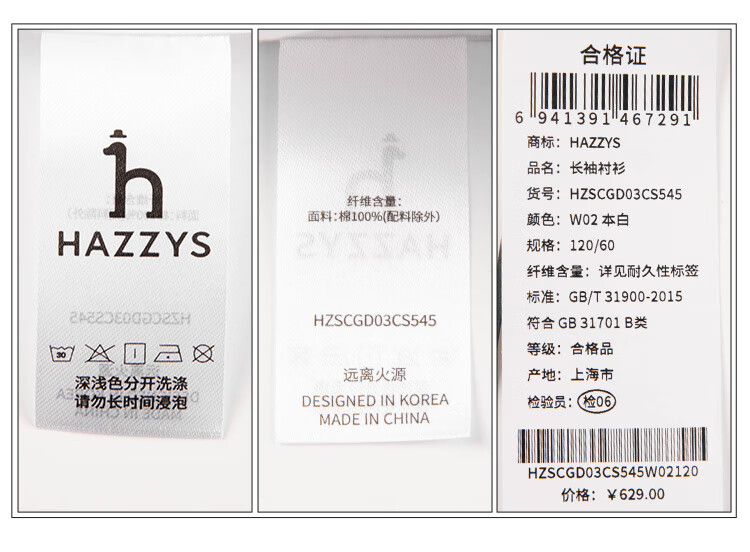 HAZZYS
30
深浅色分开洗涤
请勿长时间浸泡
纤维含量:
面料:棉100%(配料除外)
HZSCGD03CS545
远离火源
DESIGNED IN KOREA
MADE IN CHINA
合格证
6 941391 467291
商标: HAZZYS
品名: 长袖衬衫
货号: HZSCGD03CS545
颜色: W02 本白
规格: 120/60
纤维含量: 详见耐久性标签
标准: GB/T 31900-2015
符合 GB 31701 B类
等级: 合格品
产地: 上海市
检验员: 检06
HZSCGD03CS545W02120
价格: ￥629.00